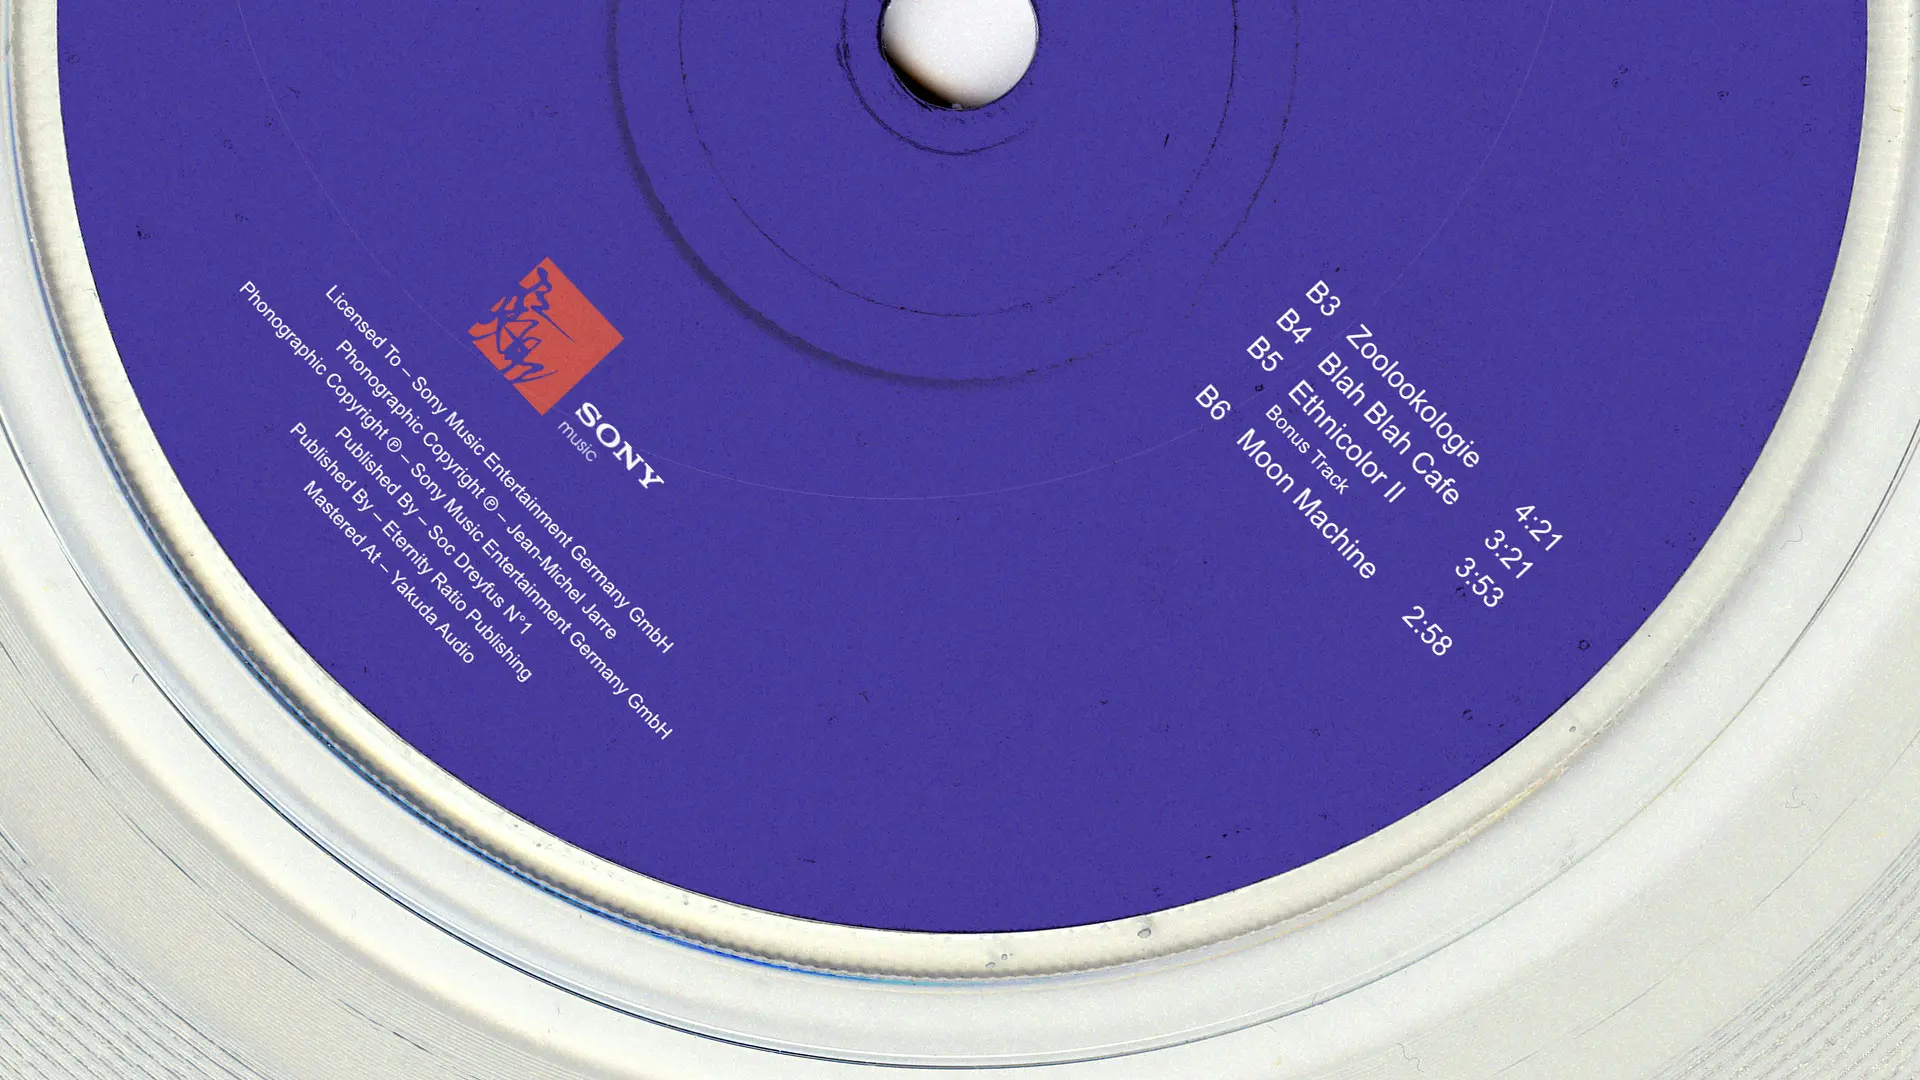 SONY
music
Licensed To – Sony Music Entertainment Germany GmbH
Phonographic Copyright ℗ – Jean-Michel Jarre
Phonographic Copyright ℗ – Sony Music Entertainment Germany GmbH
Published By – Soc Dreyfus N°1
Published By – Eternity Ratio Publishing
Mastered At – Yakuda Audio
B3 Zoolookologie 4:21
B4 Blah Blah Cafe 3:21
B5 Ethnicolor II 3:53
Bonus Track
B6 Moon Machine 2:58